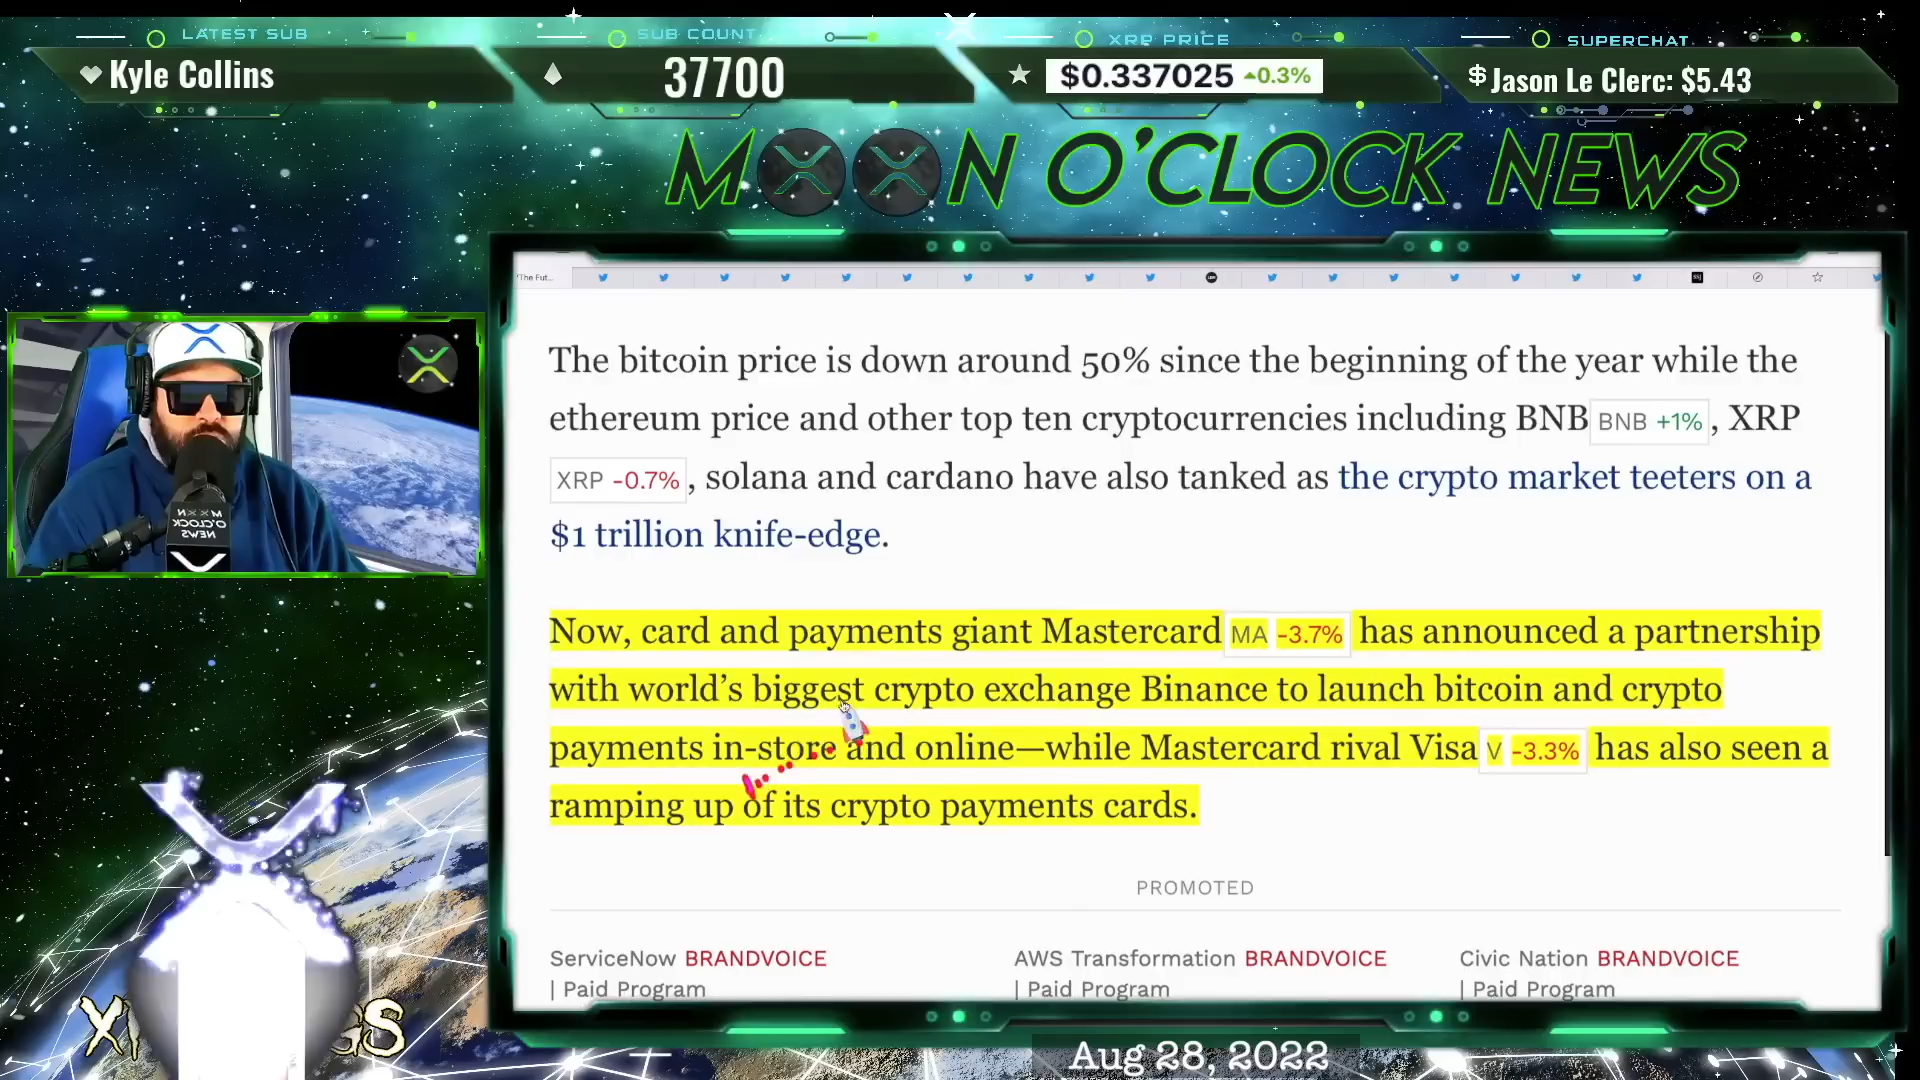 LATEST SUB
Kyle Collins
SUB COUNT
37700
XRP PRICE
$0.337025 ▲0.3%
SUPERCHAT
$ Jason Le Clerc: $5.43
MOON O'CLOCK NEWS
'The Fut...
The bitcoin price is down around 50% since the beginning of the year while the
ethereum price and other top ten cryptocurrencies including BNB BNB +1% , XRP
XRP -0.7% , solana and cardano have also tanked as the crypto market teeters on a
$1 trillion knife-edge.
Now, card and payments giant Mastercard MA -3.7% has announced a partnership
with world's biggest crypto exchange Binance to launch bitcoin and crypto
payments in-store and online—while Mastercard rival Visa V -3.3% has also seen a
ramping up of its crypto payments cards.
PROMOTED
ServiceNow BRANDVOICE
| Paid Program
AWS Transformation BRANDVOICE
| Paid Program
Civic Nation BRANDVOICE
| Paid Program
MOON
O'CLOCK
NEWS
Aug 28, 2022